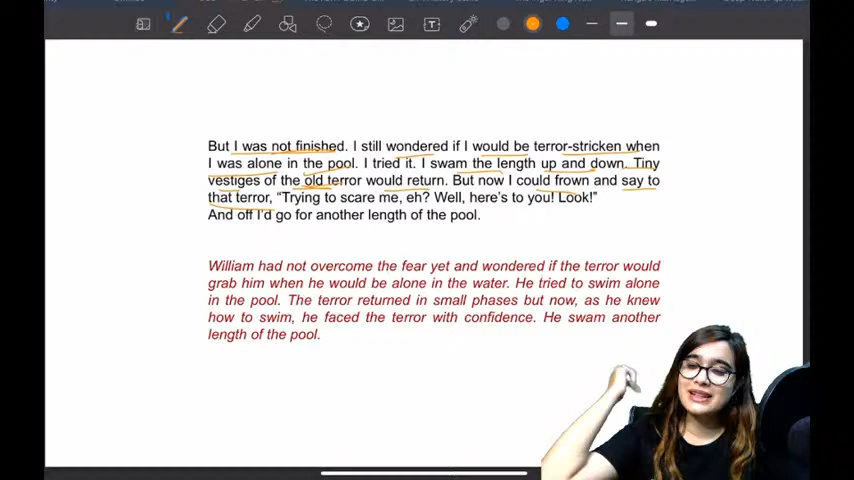 But I was not finished. I still wondered if I would be terror-stricken when
I was alone in the pool. I tried it. I swam the length up and down. Tiny
vestiges of the old terror would return. But now I could frown and say to
that terror, “Trying to scare me, eh? Well, here’s to you! Look!”
And off I’d go for another length of the pool.
William had not overcome the fear yet and wondered if the terror would
grab him when he would be alone in the water. He tried to swim alone
in the pool. The terror returned in small phases but now, as he knew
how to swim, he faced the terror with confidence. He swam another
length of the pool.